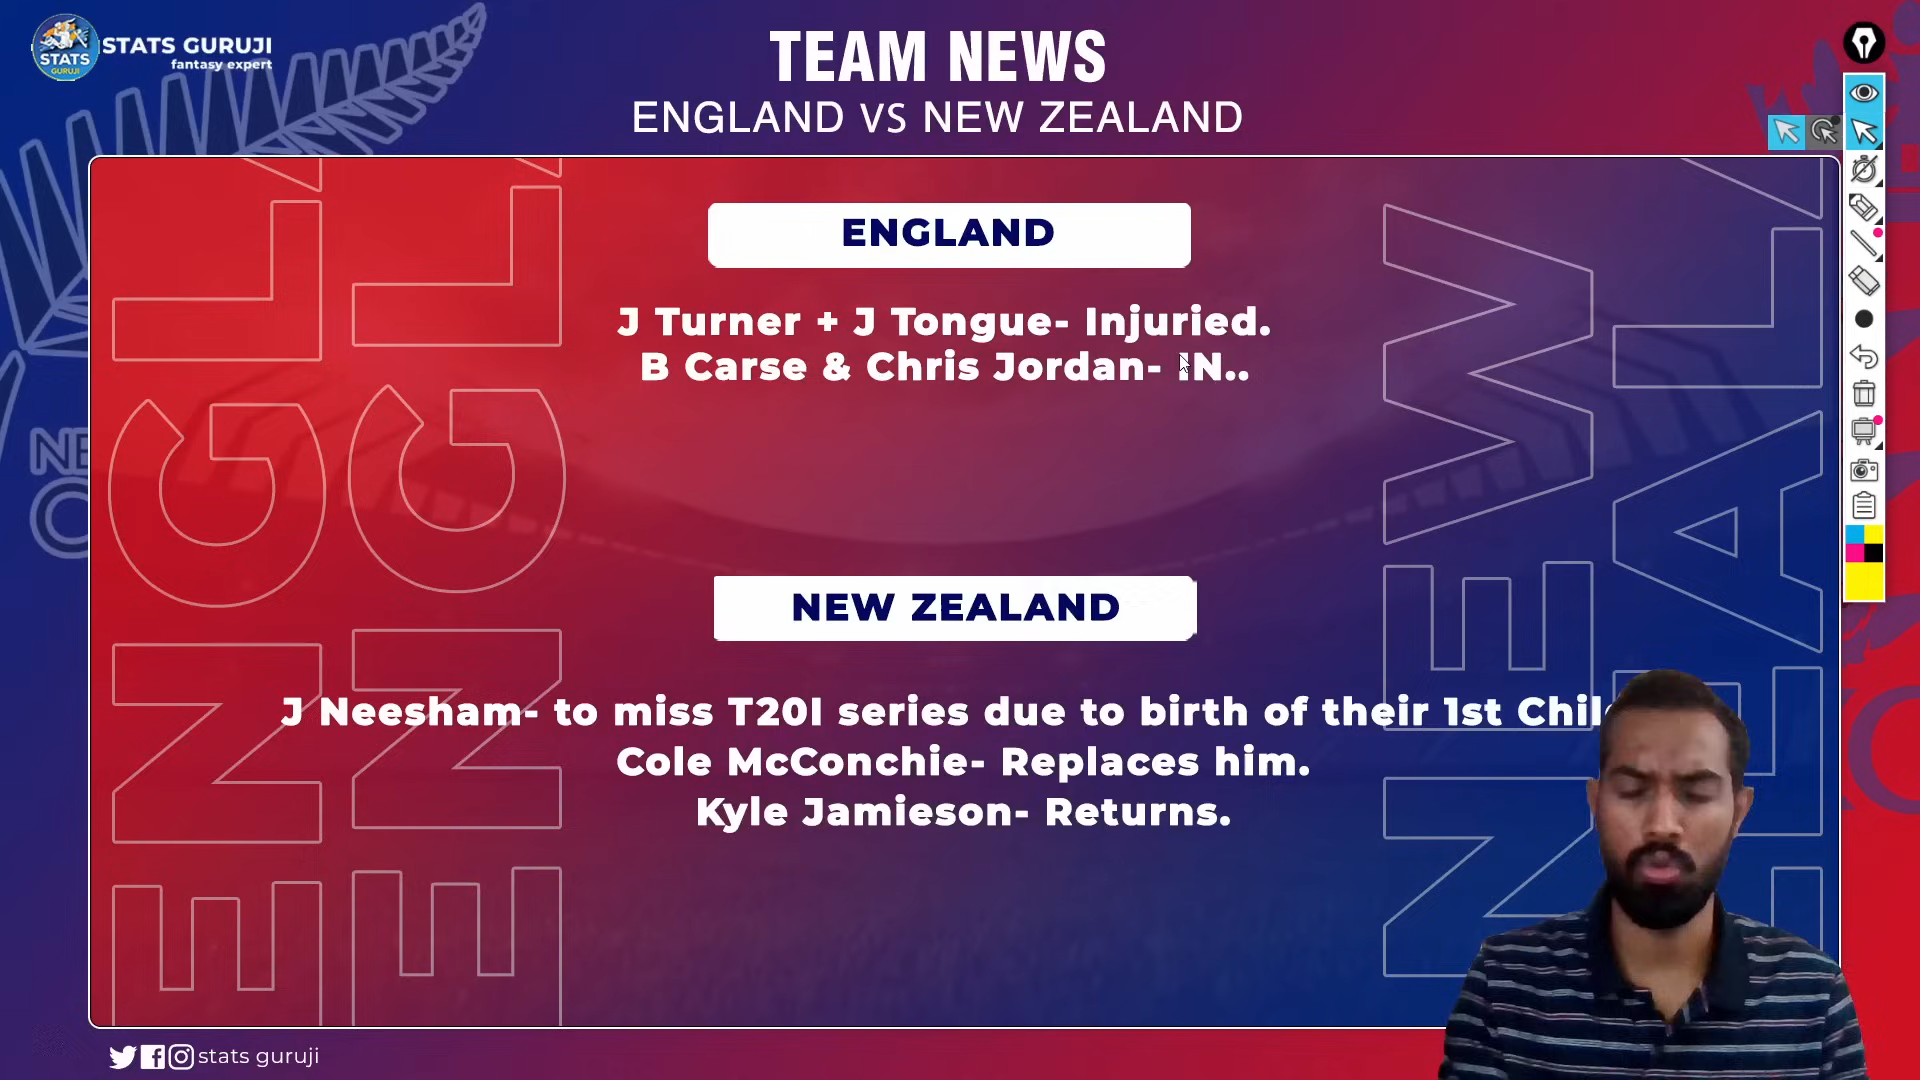 STATS GURUJI
fantasy expert
STATS
GURUJI
TEAM NEWS
ENGLAND VS NEW ZEALAND
ENGLAND
J Turner + J Tongue- Injuried.
B Carse & Chris Jordan- IN..
NEW ZEALAND
J Neesham- to miss T20I series due to birth of their 1st
Cole McConchie- Replaces him.
Kyle Jamieson- Returns.
stats guruji